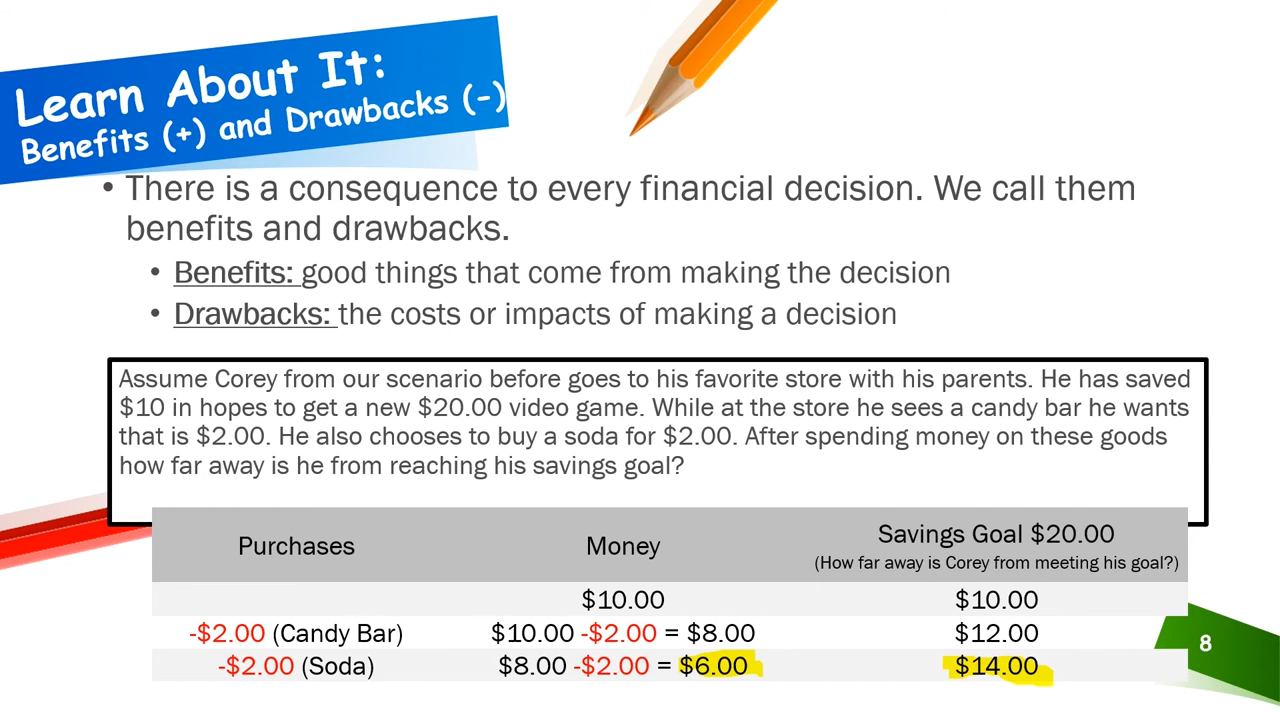 Learn About It:
Benefits (+) and Drawbacks (-)
• There is a consequence to every financial decision. We call them
benefits and drawbacks.
• Benefits: good things that come from making the decision
• Drawbacks: the costs or impacts of making a decision
Assume Corey from our scenario before goes to his favorite store with his parents. He has saved
$10 in hopes to get a new $20.00 video game. While at the store he sees a candy bar he wants
that is $2.00. He also chooses to buy a soda for $2.00. After spending money on these goods
how far away is he from reaching his savings goal?
Purchases Money Savings Goal $20.00
(How far away is Corey from meeting his goal?)
$10.00 $10.00
-$2.00 (Candy Bar) $10.00 -$2.00 = $8.00 $12.00
-$2.00 (Soda) $8.00 -$2.00 = $6.00 $14.00
8